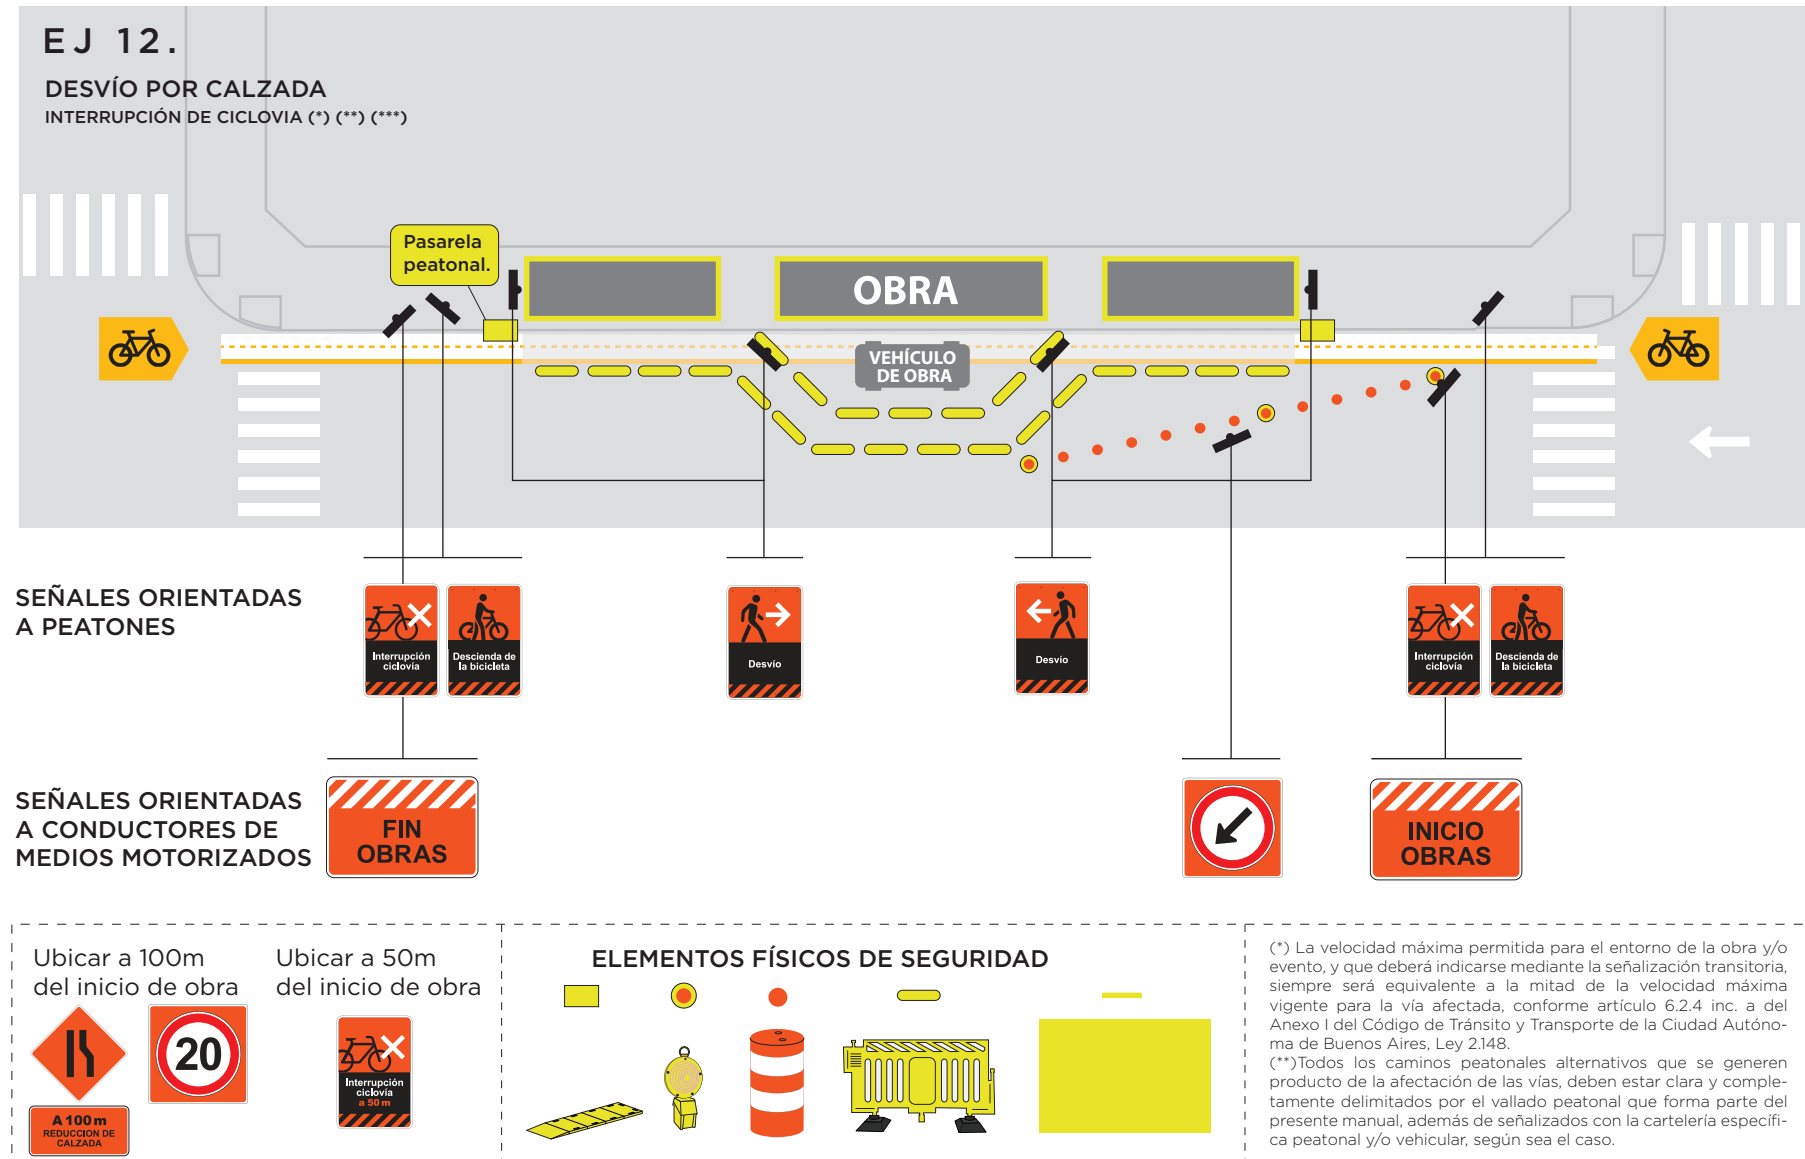 EJ 12.
DESVÍO POR CALZADA
INTERRUPCIÓN DE CICLOVIA (*) (**) (***)
Pasarela
peatonal.
OBRA
VEHÍCULO
DE OBRA
SEÑALES ORIENTADAS
A PEATONES
Interrupción
ciclovía
Descienda de
la bicicleta
Desvío
Desvío
Interrupción
ciclovía
Descienda de
la bicicleta
SEÑALES ORIENTADAS
A CONDUCTORES DE
MEDIOS MOTORIZADOS
FIN
OBRAS
INICIO
OBRAS
Ubicar a 100m
del inicio de obra
20
A 100 m
REDUCCION DE
CALZADA
Ubicar a 50m
del inicio de obra
Interrupción
ciclovía
a 50 m
ELEMENTOS FÍSICOS DE SEGURIDAD
(*) La velocidad máxima permitida para el entorno de la obra y/o
evento, y que deberá indicarse mediante la señalización transitoria,
siempre será equivalente a la mitad de la velocidad máxima
vigente para la vía afectada, conforme artículo 6.2.4 inc. a del
Anexo I del Código de Tránsito y Transporte de la Ciudad Autóno-
ma de Buenos Aires, Ley 2.148.
(**)Todos los caminos peatonales alternativos que se generen
producto de la afectación de las vías, deben estar clara y comple-
tamente delimitados por el vallado peatonal que forma parte del
presente manual, además de señalizados con la cartelería específi-
ca peatonal y/o vehicular, según sea el caso.